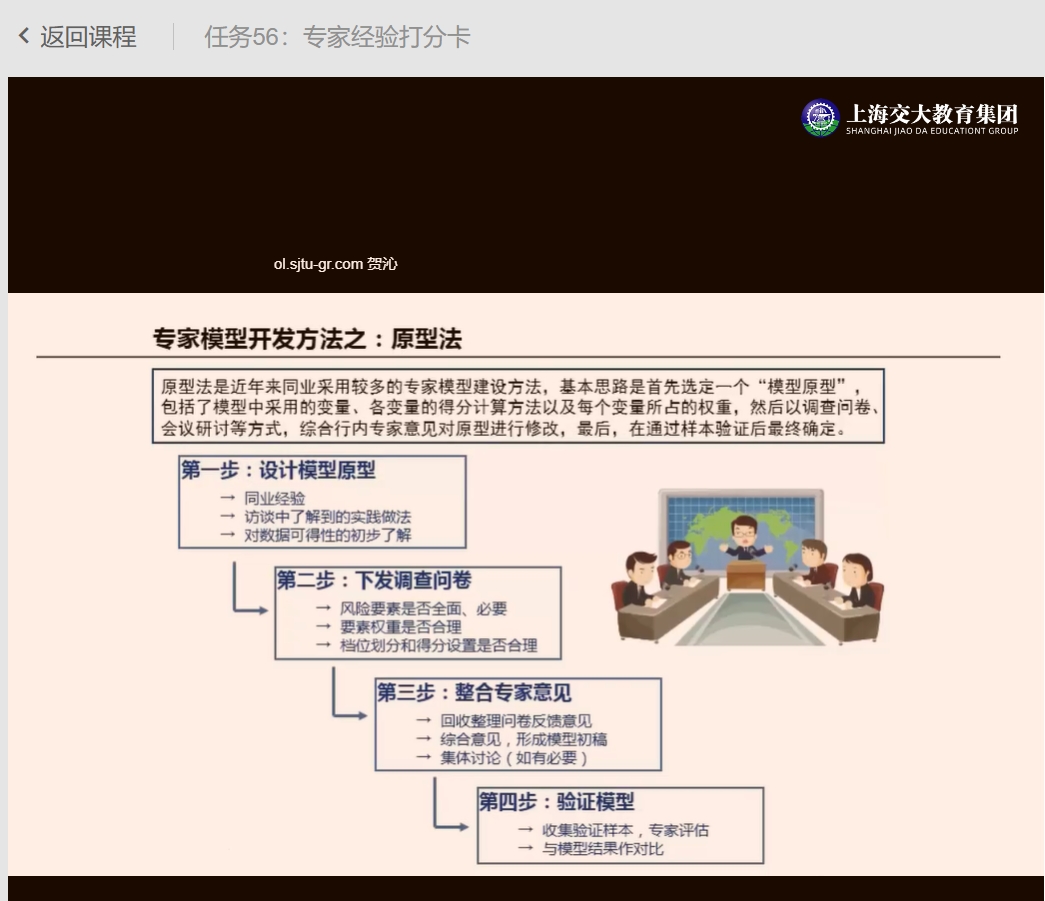 返回课程
任务56：专家经验打分卡
上海交大教育集团
SHANGHAI JIAO DA EDUCATIONT GROUP
ol.sjtu-gr.com 贺沁
专家模型开发方法之：原型法
原型法是近年来同业采用较多的专家模型建设方法，基本思路是首先选定一个“模型原型”，
包括了模型中采用的变量、各变量的得分计算方法以及每个变量所占的权重，然后以调查问卷、
会议研讨等方式，综合行内专家意见对原型进行修改，最后，在通过样本验证后最终确定。
第一步：设计模型原型
→ 同业经验
→ 访谈中了解到的实践做法
→ 对数据可得性的初步了解
第二步：下发调查问卷
→ 风险要素是否全面、必要
→ 要素权重是否合理
→ 档位划分和得分设置是否合理
第三步：整合专家意见
→ 回收整理问卷反馈意见
→ 综合意见，形成模型初稿
→ 集体讨论（如有必要）
第四步：验证模型
→ 收集验证样本，专家评估
→ 与模型结果作对比